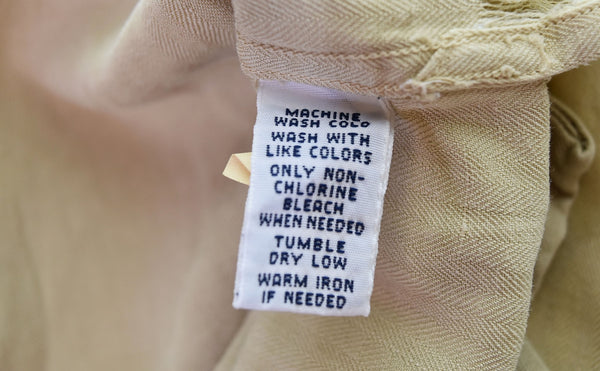 MACHINE
WASH COLD
WASH WITH
LIKE COLORS
ONLY NON-
CHLORINE
BLEACH
WHEN NEEDED
TUMBLE
DRY LOW
WARM IRON
IF NEEDED